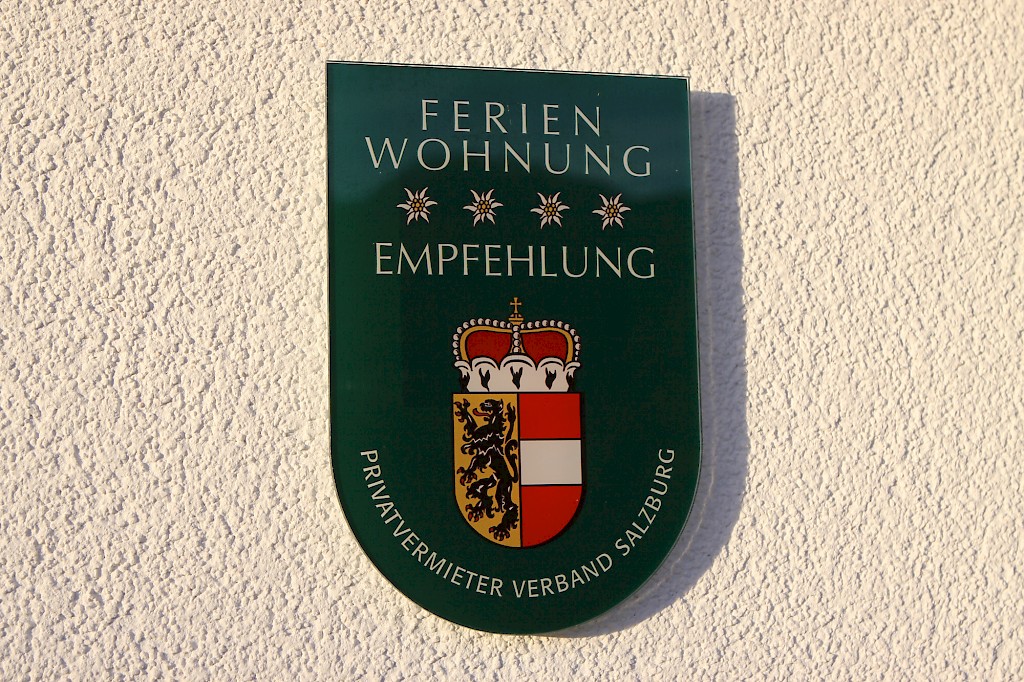 FERIEN
WOHNUNG
EMPFEHLUNG
PRIVATVERMIETER VERBAND SALZBURG